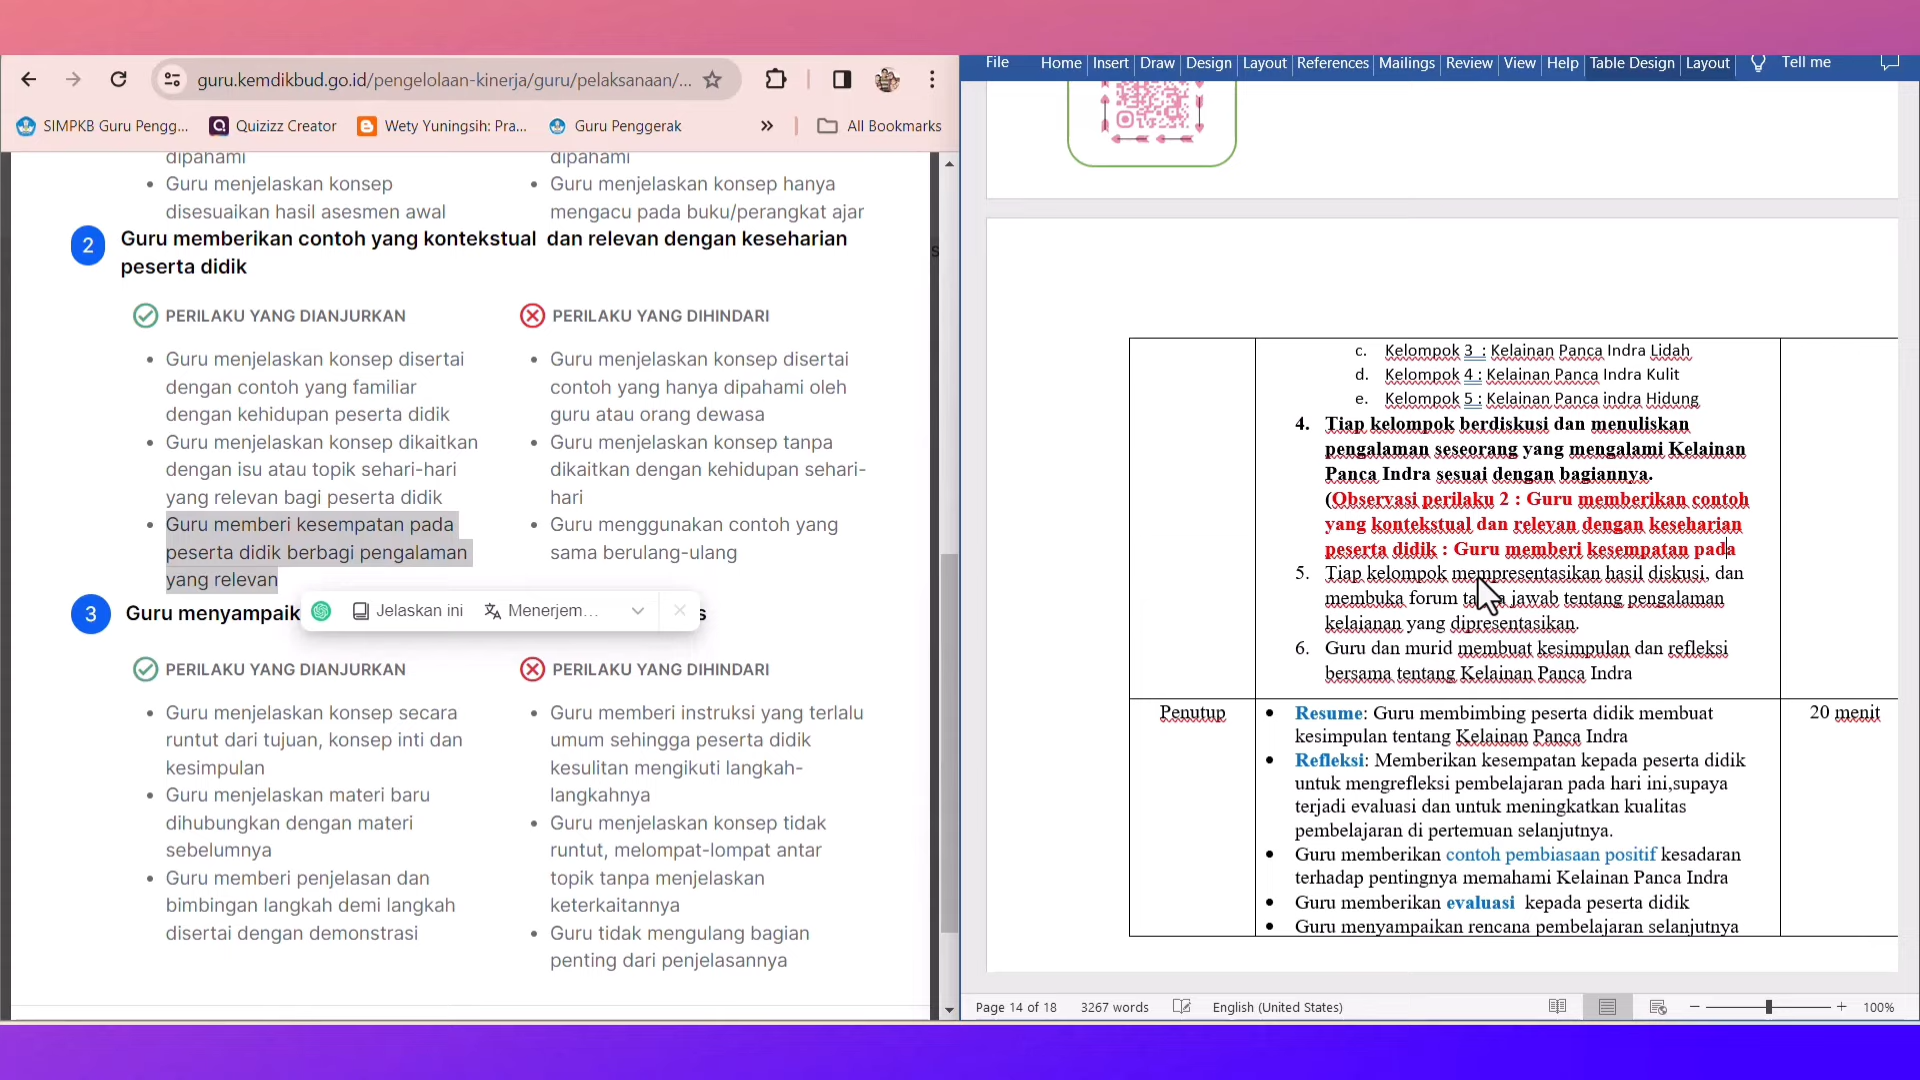 guru.kemdikbud.go.id/pengelolaan-kinerja/guru/pelaksanaan/...
SIMPKB Guru Pengg...
Quizizz Creator
Wety Yuningsih: Pra...
Guru Penggerak
»
All Bookmarks
dipahami
Guru menjelaskan konsep
disesuaikan hasil asesmen awal
dipahami
Guru menjelaskan konsep hanya
mengacu pada buku/perangkat ajar
2
Guru memberikan contoh yang kontekstual dan relevan dengan keseharian
peserta didik
PERILAKU YANG DIANJURKAN
Guru menjelaskan konsep disertai
dengan contoh yang familiar
dengan kehidupan peserta didik
Guru menjelaskan konsep dikaitkan
dengan isu atau topik sehari-hari
yang relevan bagi peserta didik
Guru memberi kesempatan pada
peserta didik berbagi pengalaman
yang relevan
PERILAKU YANG DIHINDARI
Guru menjelaskan konsep disertai
contoh yang hanya dipahami oleh
guru atau orang dewasa
Guru menjelaskan konsep tanpa
dikaitkan dengan kehidupan sehari-
hari
Guru menggunakan contoh yang
sama berulang-ulang
Jelaskan ini
Menerjem...
3
Guru menyampaik
s
PERILAKU YANG DIANJURKAN
Guru menjelaskan konsep secara
runtut dari tujuan, konsep inti dan
kesimpulan
Guru menjelaskan materi baru
dihubungkan dengan materi
sebelumnya
Guru memberi penjelasan dan
bimbingan langkah demi langkah
disertai dengan demonstrasi
PERILAKU YANG DIHINDARI
Guru memberi instruksi yang terlalu
umum sehingga peserta didik
kesulitan mengikuti langkah-
langkahnya
Guru menjelaskan konsep tidak
runtut, melompat-lompat antar
topik tanpa menjelaskan
keterkaitannya
Guru tidak mengulang bagian
penting dari penjelasannya
File Home Insert Draw Design Layout References Mailings Review View Help Table Design Layout Tell me
c. Kelompok 3 : Kelainan Panca Indra Lidah
d. Kelompok 4 : Kelainan Panca Indra Kulit
e. Kelompok 5 : Kelainan Panca indra Hidung
4. Tiap kelompok berdiskusi dan menuliskan
pengalaman seseorang yang mengalami Kelainan
Panca Indra sesuai dengan bagiannya.
(Observasi perilaku 2 : Guru memberikan contoh
yang kontekstual dan relevan dengan keseharian
peserta didik : Guru memberi kesempatan pada
5. Tiap kelompok mempresentasikan hasil diskusi, dan
membuka forum ta jawab tentang pengalaman
kelaianan yang dipresentasikan.
6. Guru dan murid membuat kesimpulan dan refleksi
bersama tentang Kelainan Panca Indra
Penutup
Resume: Guru membimbing peserta didik membuat
kesimpulan tentang Kelainan Panca Indra
Refleksi: Memberikan kesempatan kepada peserta didik
untuk mengrefleksi pembelajaran pada hari ini,supaya
terjadi evaluasi dan untuk meningkatkan kualitas
pembelajaran di pertemuan selanjutnya.
Guru memberikan contoh pembiasaan positif kesadaran
terhadap pentingnya memahami Kelainan Panca Indra
Guru memberikan evaluasi kepada peserta didik
Guru menyampaikan rencana pembelajaran selanjutnya
20 menit
Page 14 of 18 3267 words English (United States) 100%